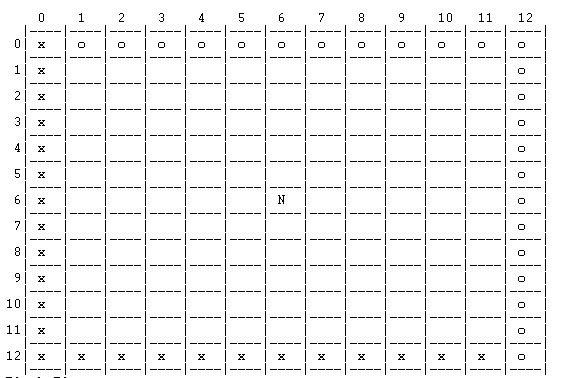 0 1 2 3 4 5 6 7 8 9 10 11 12
0 x o o o o o o o o o o o o
1 x o
2 x o
3 x o
4 x o
5 x o
6 x N o
7 x o
8 x o
9 x o
10 x o
11 x o
12 x x x x x x x x x x x x o